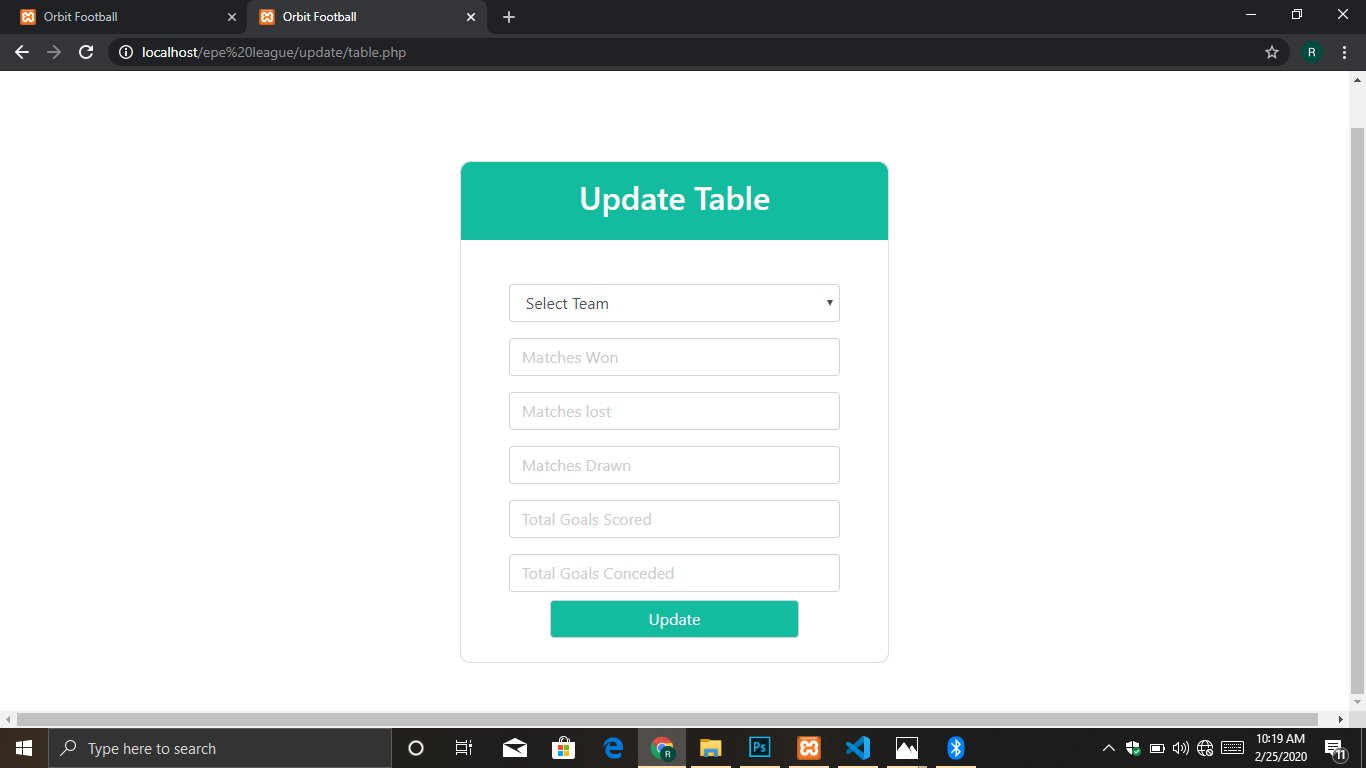 Orbit Football
Orbit Football
localhost/epe%20league/update/table.php
R
Update Table
Select Team
Matches Won
Matches lost
Matches Drawn
Total Goals Scored
Total Goals Conceded
Update
Type here to search
R
Ps
10:19 AM
2/25/2020
11